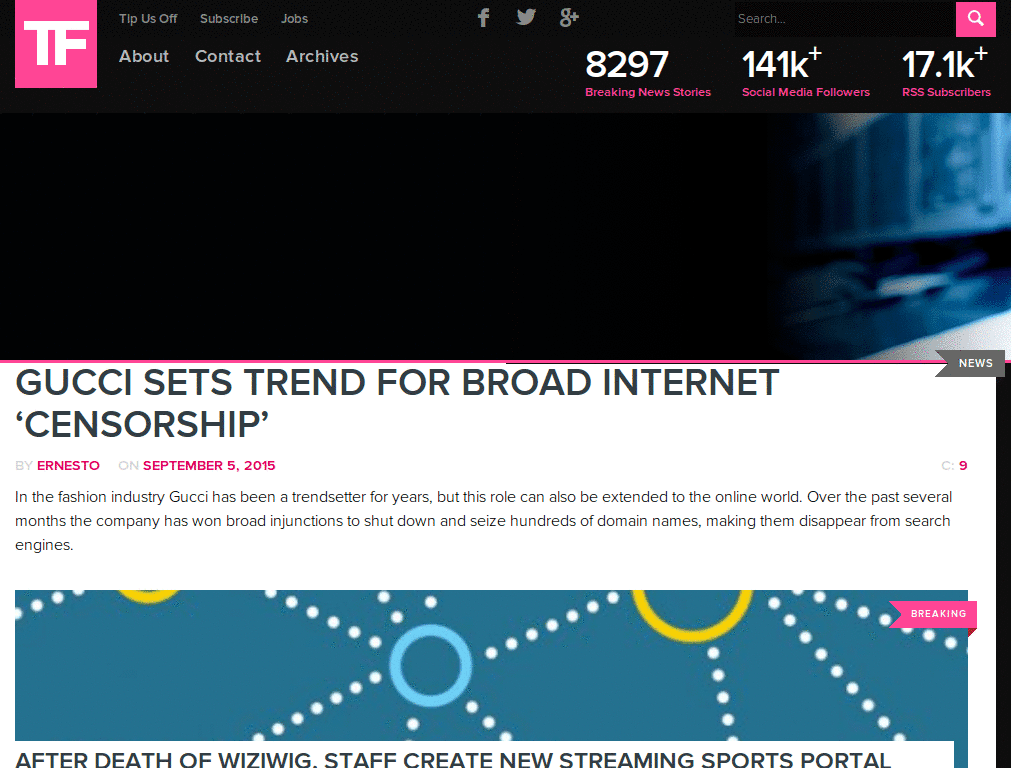 TF
Tip Us Off Subscribe Jobs
Search...
About Contact Archives
8297 141k+ 17.1k+
Breaking News Stories Social Media Followers RSS Subscribers
NEWS
GUCCI SETS TREND FOR BROAD INTERNET
‘CENSORSHIP’
BY ERNESTO ON SEPTEMBER 5, 2015 C: 9
In the fashion industry Gucci has been a trendsetter for years, but this role can also be extended to the online world. Over the past several
months the company has won broad injunctions to shut down and seize hundreds of domain names, making them disappear from search
engines.
BREAKING
AFTER DEATH OF WIZIWIG, STAFF CREATE NEW STREAMING SPORTS PORTAL